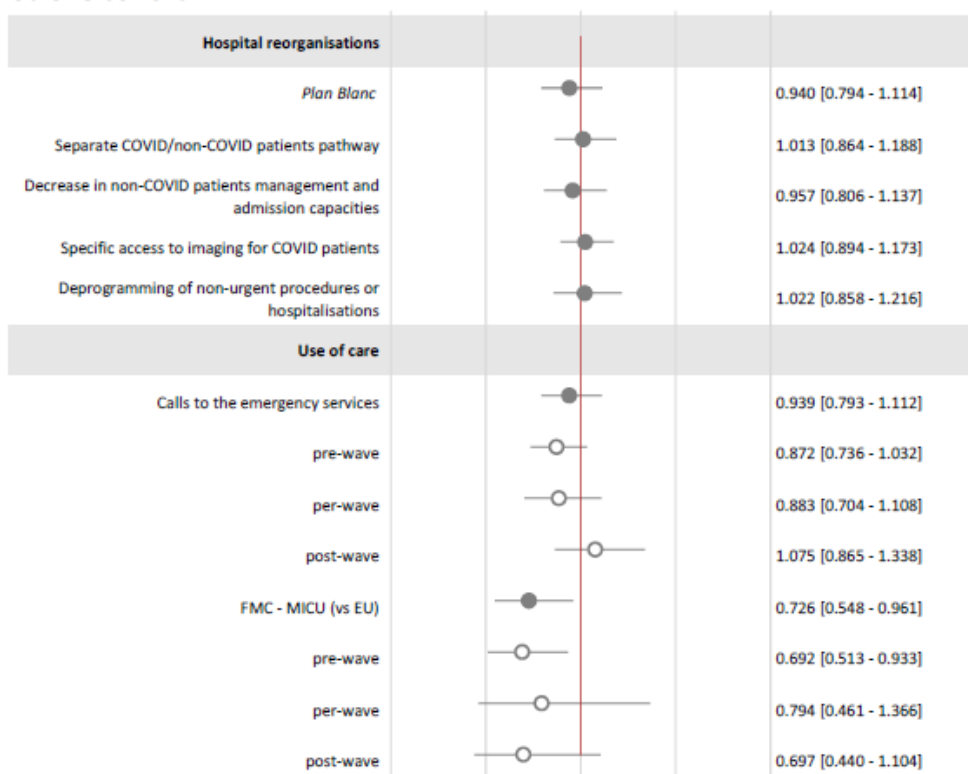 Hospital reorganisations
Plan Blanc 0.940 [0.794 - 1.114]
Separate COVID/non-COVID patients pathway 1.013 [0.864 - 1.188]
Decrease in non-COVID patients management and
admission capacities 0.957 [0.806 - 1.137]
Specific access to imaging for COVID patients 1.024 [0.894 - 1.173]
Deprogramming of non-urgent procedures or
hospitalisations 1.022 [0.858 - 1.216]
Use of care
Calls to the emergency services 0.939 [0.793 - 1.112]
pre-wave 0.872 [0.736 - 1.032]
per-wave 0.883 [0.704 - 1.108]
post-wave 1.075 [0.865 - 1.338]
FMC - MICU (vs EU) 0.726 [0.548 - 0.961]
pre-wave 0.692 [0.513 - 0.933]
per-wave 0.794 [0.461 - 1.366]
post-wave 0.697 [0.440 - 1.104]